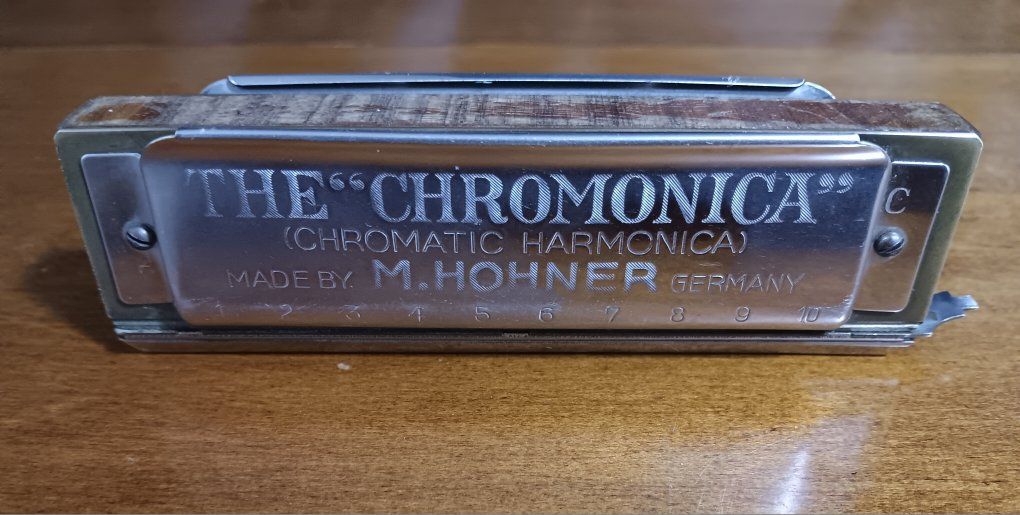 THE “CHROMONICA”
C
(CHROMATIC HARMONICA)
MADE BY M. HOHNER GERMANY
1 2 3 4 5 6 7 8 9 10